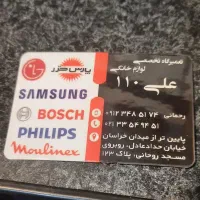 LG
پارس خزر
SAMSUNG
BOSCH
PHILIPS
Moulinex
تعمیرگاه تخصصی
لوازم خانگی
علی ۱۱۰
رحمانی
۰۹۱۲ ۳۴۸ ۵۱ ۷۴
۰۲۱ ۳۳ ۵۴ ۹۴ ۵۱
پایین تر از میدان خراسان
خیابان حدادعادل، روبروی
مسجد روحانی، پلاک ۱۲۳